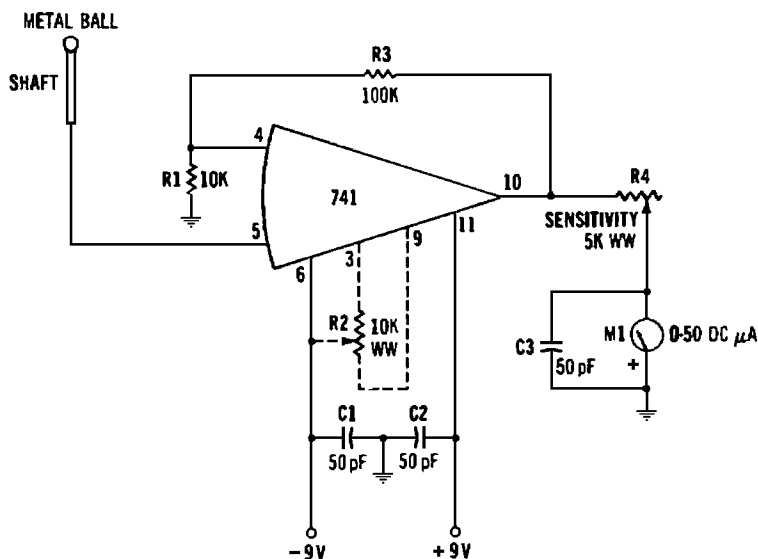 METAL BALL
SHAFT
R3
100K
4
R1 10K
741
10
R4
11
SENSITIVITY
5K WW
5
9
3
6
R2
10K
WW
C3
50 pF
M1
0-50 DC μA
+
C1
C2
50 pF
50 pF
-9V
+9V